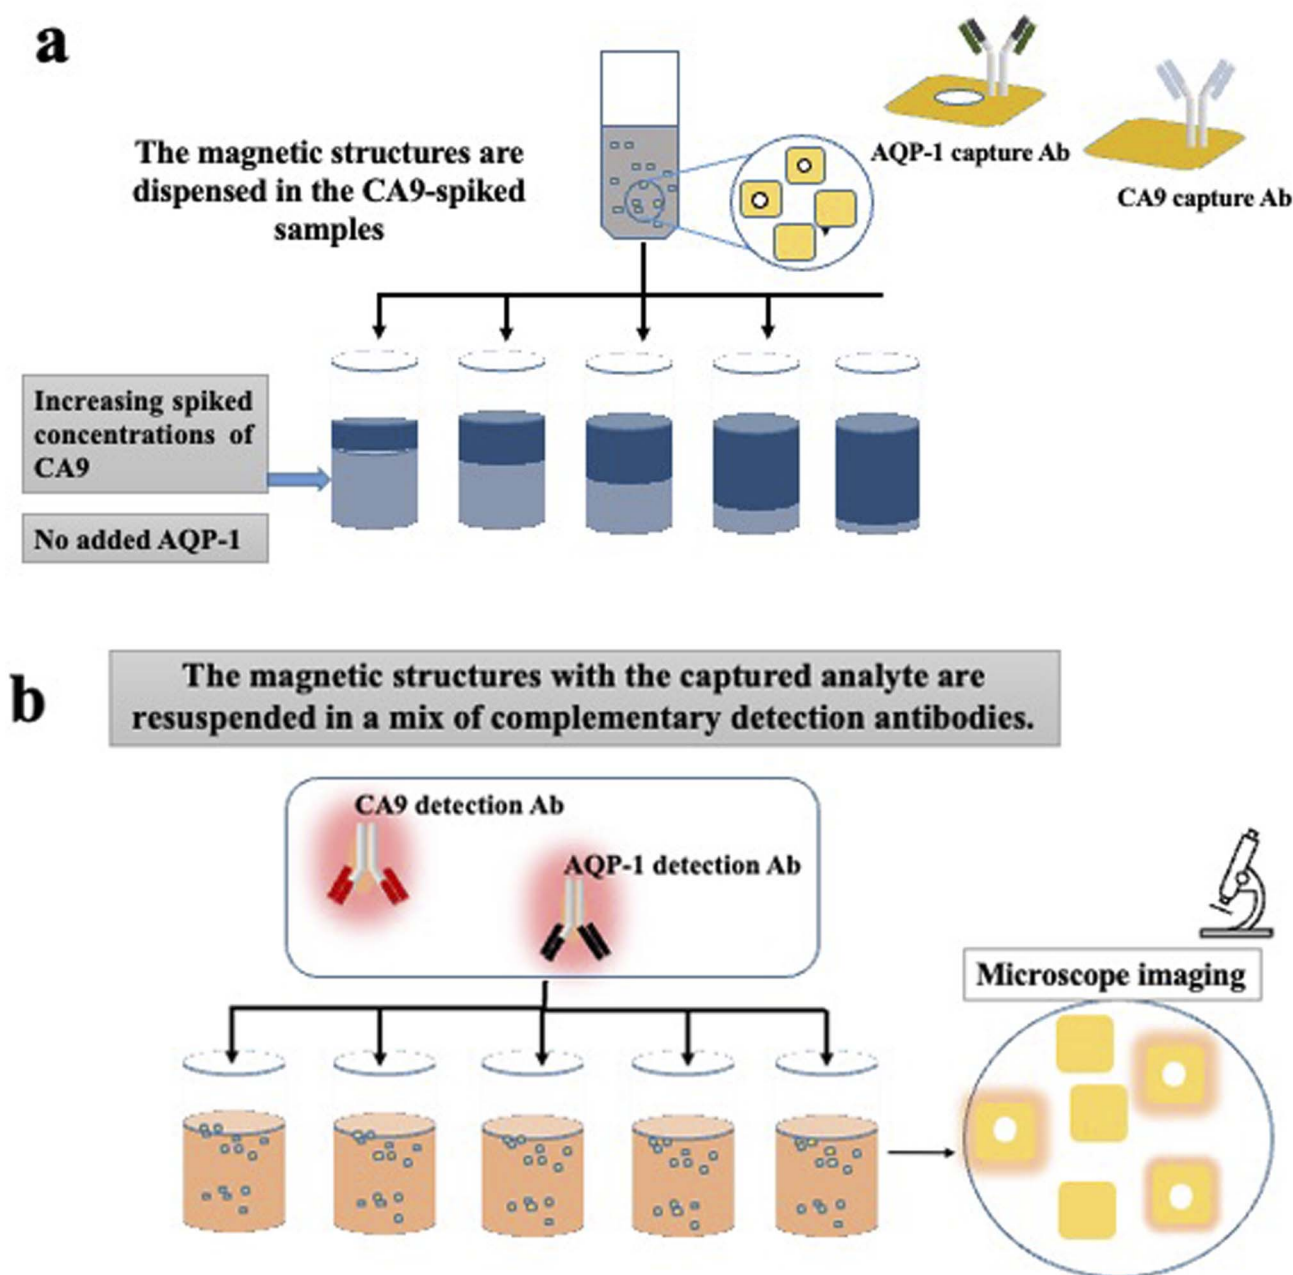 a
The magnetic structures are
dispensed in the CA9-spiked
samples
AQP-1 capture Ab
CA9 capture Ab
Increasing spiked
concentrations of
CA9
No added AQP-1
b
The magnetic structures with the captured analyte are
resuspended in a mix of complementary detection antibodies.
CA9 detection Ab
AQP-1 detection Ab
Microscope imaging